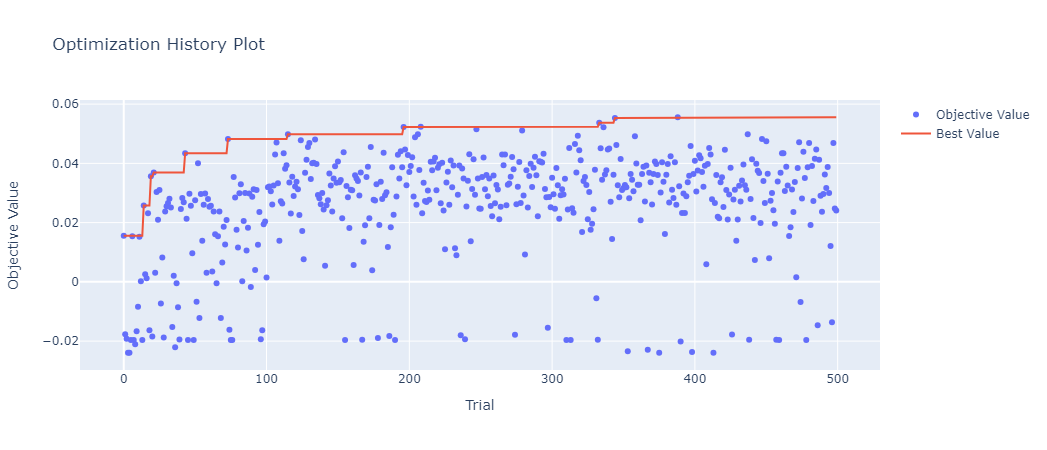 Optimization History Plot
0.06
0.04
0.02
0
−0.02
Objective Value
0 100 200 300 400 500
Trial
Objective Value
Best Value